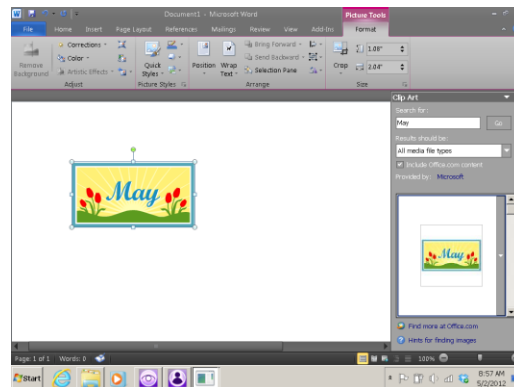 Document1 - Microsoft Word
Picture Tools
File
Home
Insert
Page Layout
References
Mailings
Review
View
Add-Ins
Format
Remove
Background
Corrections
Color
Artistic Effects
Adjust
Quick
Styles
Picture Styles
Position
Wrap
Text
Bring Forward
Send Backward
Selection Pane
Arrange
Crop
1.08"
2.04"
Size
Clip Art
Search for:
May
Go
Results should be:
All media file types
Include Office.com content
Provided by: Microsoft
May
May
Find more at Office.com
Hints for finding images
Page: 1 of 1
Words: 0
100%
Start
8:57 AM
5/2/2012